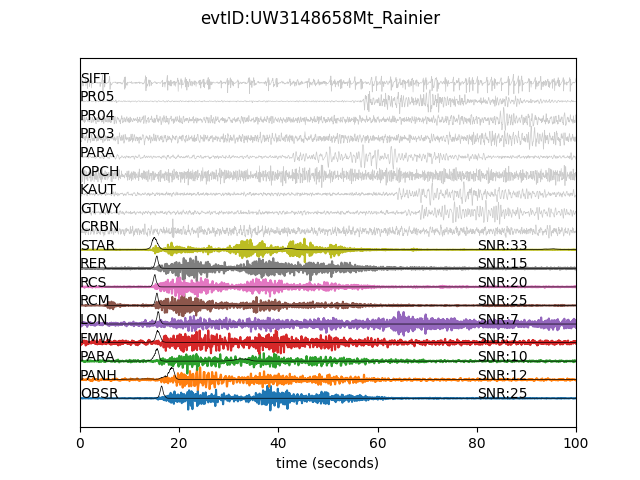 evtID:UW3148658Mt_Rainier
SIFT
PR05
PR04
PR03
PARA
OPCH
KAUT
GTWY
CRBN
STAR SNR:33
RER SNR:15
RCS SNR:20
RCM SNR:25
LON SNR:7
FMW SNR:7
PARA SNR:10
PANH SNR:12
OBSR SNR:25
0 20 40 60 80 100
time (seconds)